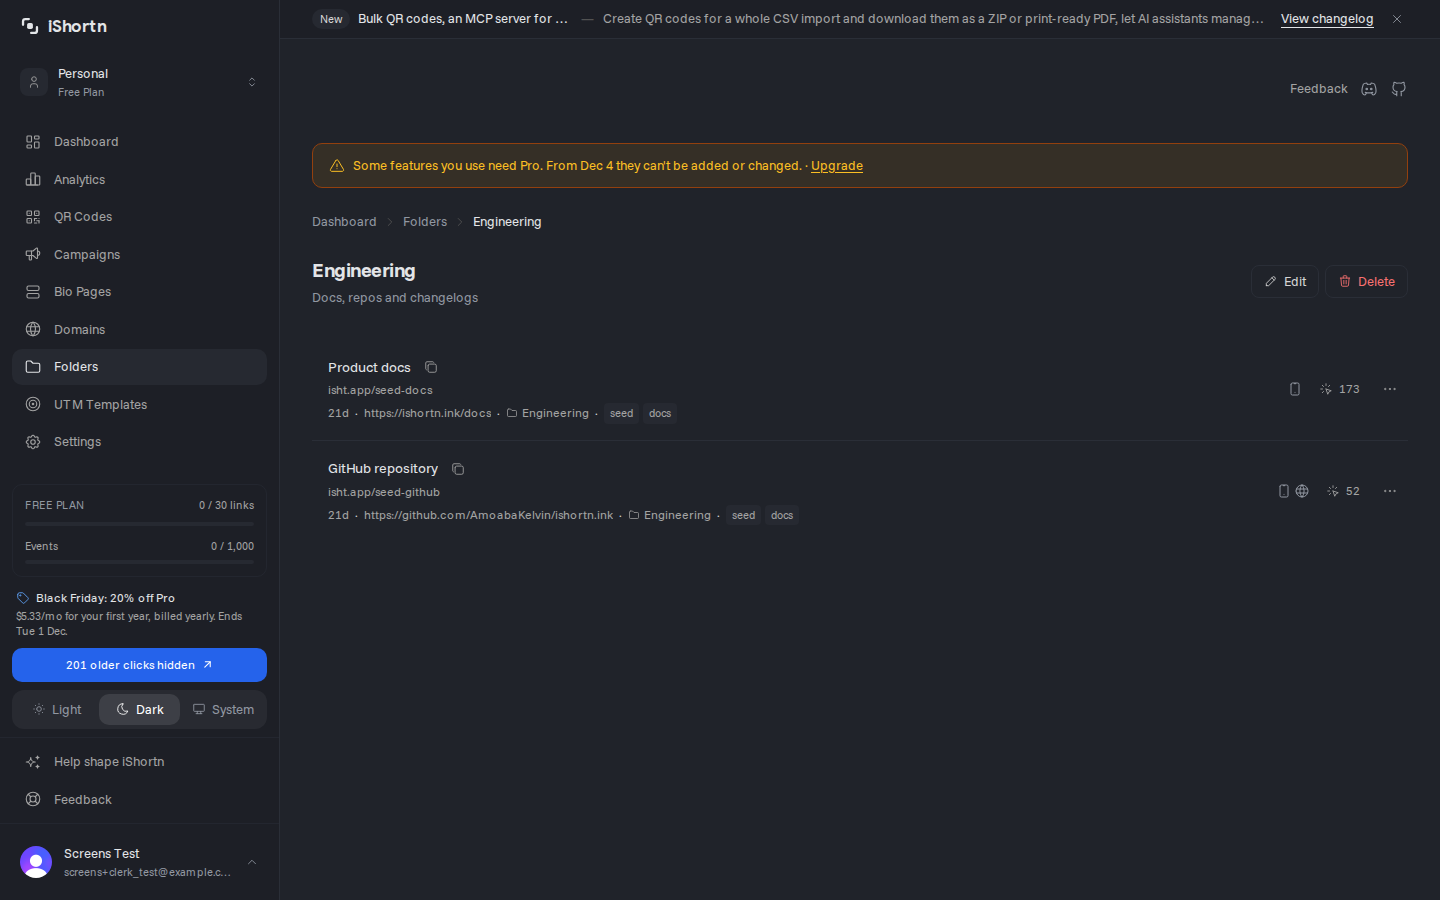 iShortn
Personal
Free Plan
Dashboard
Analytics
QR Codes
Campaigns
Bio Pages
Domains
Folders
UTM Templates
Settings
FREE PLAN 0 / 30 links
Events 0 / 1,000
Black Friday: 20% off Pro
$5.33/mo for your first year, billed yearly. Ends
Tue 1 Dec.
201 older clicks hidden
Light Dark System
Help shape iShortn
Feedback
Screens Test
screens+clerk_test@example.c...
New Bulk QR codes, an MCP server for ... — Create QR codes for a whole CSV import and download them as a ZIP or print-ready PDF, let AI assistants manag... View changelog
Feedback
Some features you use need Pro. From Dec 4 they can't be added or changed. · Upgrade
Dashboard > Folders > Engineering
Engineering
Docs, repos and changelogs
Edit Delete
Product docs
isht.app/seed-docs
21d · https://ishortn.ink/docs · Engineering · seed docs
173
GitHub repository
isht.app/seed-github
21d · https://github.com/AmoabaKelvin/ishortn.ink · Engineering · seed docs
52